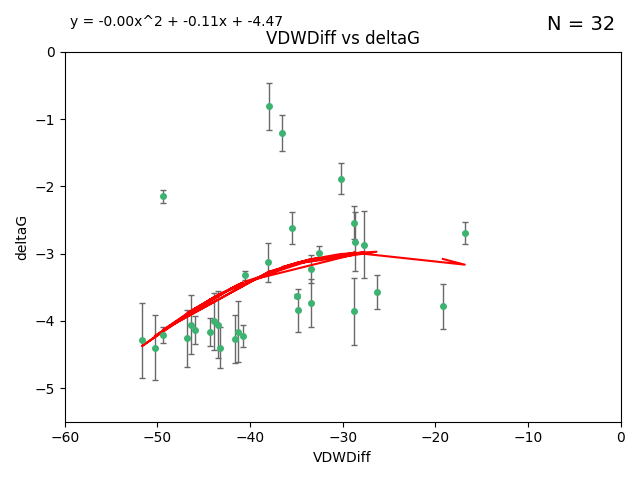 y = -0.00x^2 + -0.11x + -4.47
N = 32
VDWDiff vs deltaG
0
−1
−2
−3
−4
−5
deltaG
−60 −50 −40 −30 −20 −10 0
VDWDiff